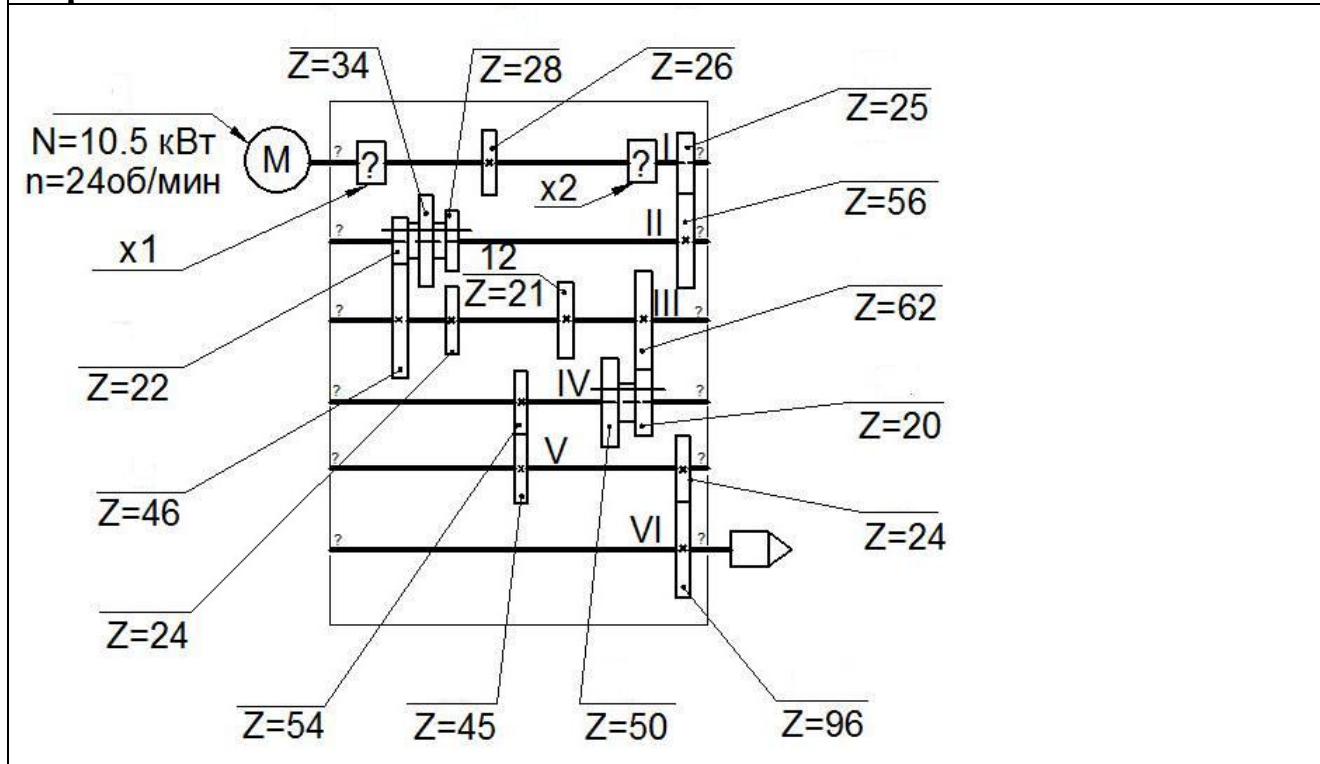 Z=34
Z=28
Z=26
Z=25
N=10.5 кВт
n=24об/мин
М
?
?
?
I
?
x2
Z=56
x1
?
II
?
12
Z=21
Z=22
?
III
?
Z=62
?
IV
?
Z=20
Z=46
?
V
?
Z=24
?
VI
?
Z=24
Z=54
Z=45
Z=50
Z=96